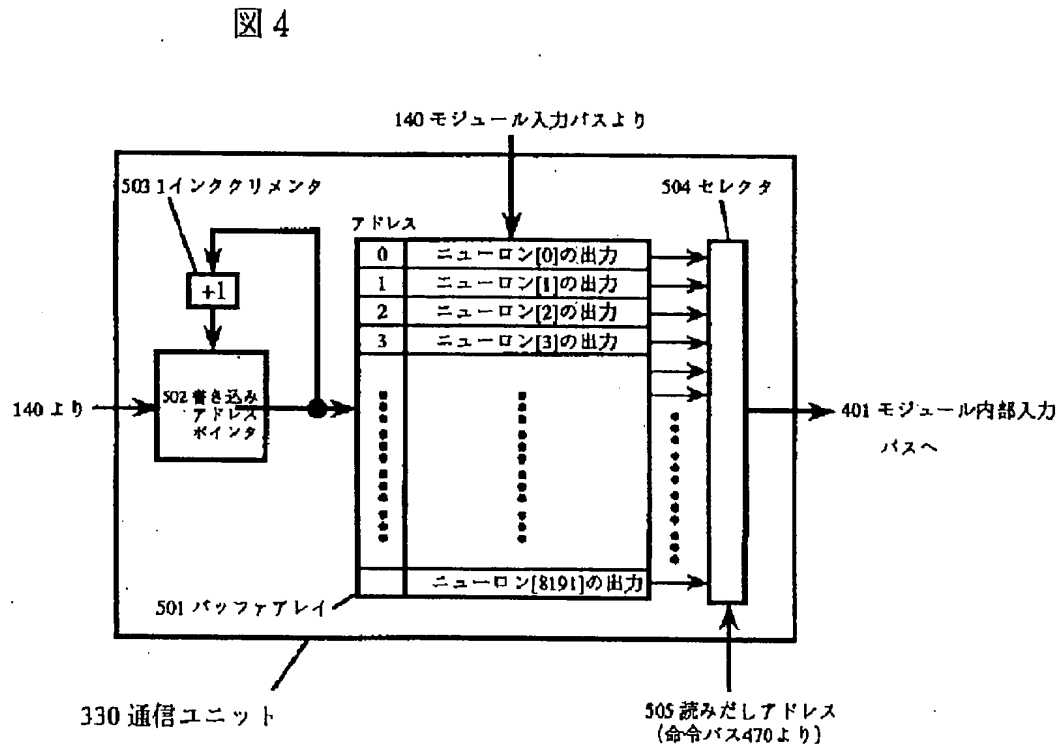 図4
140 モジュール入力バスより
503 1インククリメンタ
504 セレクタ
アドレス
0 ニューロン[0]の出力
1 ニューロン[1]の出力
2 ニューロン[2]の出力
3 ニューロン[3]の出力
+1
502 書き込み
アドレス
ポインタ
140 より
401 モジュール内部入力
バスへ
ニューロン[8191]の出力
501 バッファアレイ
330 通信ユニット
505 読みだしアドレス
(命令バス470より)